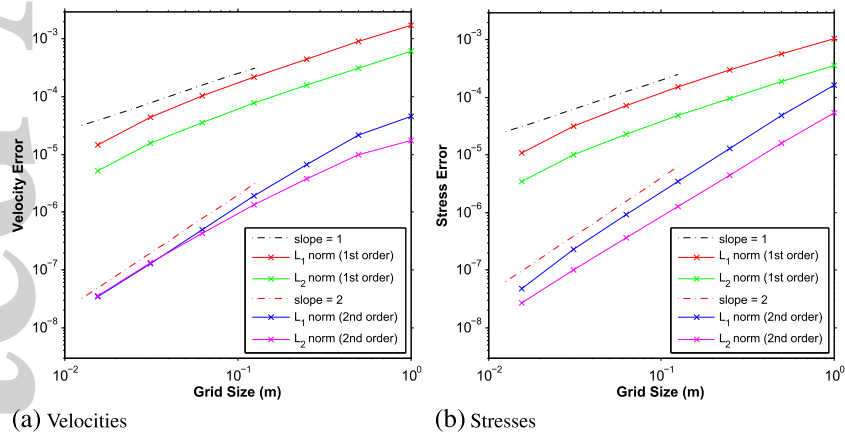 10⁻³
10⁻⁴
10⁻⁵
10⁻⁶
10⁻⁷
10⁻⁸
Velocity Error
slope = 1
L₁ norm (1st order)
L₂ norm (1st order)
slope = 2
L₁ norm (2nd order)
L₂ norm (2nd order)
10⁻² 10⁻¹ 10⁰
Grid Size (m)
(a) Velocities
10⁻³
10⁻⁴
10⁻⁵
10⁻⁶
10⁻⁷
10⁻⁸
Stress Error
slope = 1
L₁ norm (1st order)
L₂ norm (1st order)
slope = 2
L₁ norm (2nd order)
L₂ norm (2nd order)
10⁻² 10⁻¹ 10⁰
Grid Size (m)
(b) Stresses